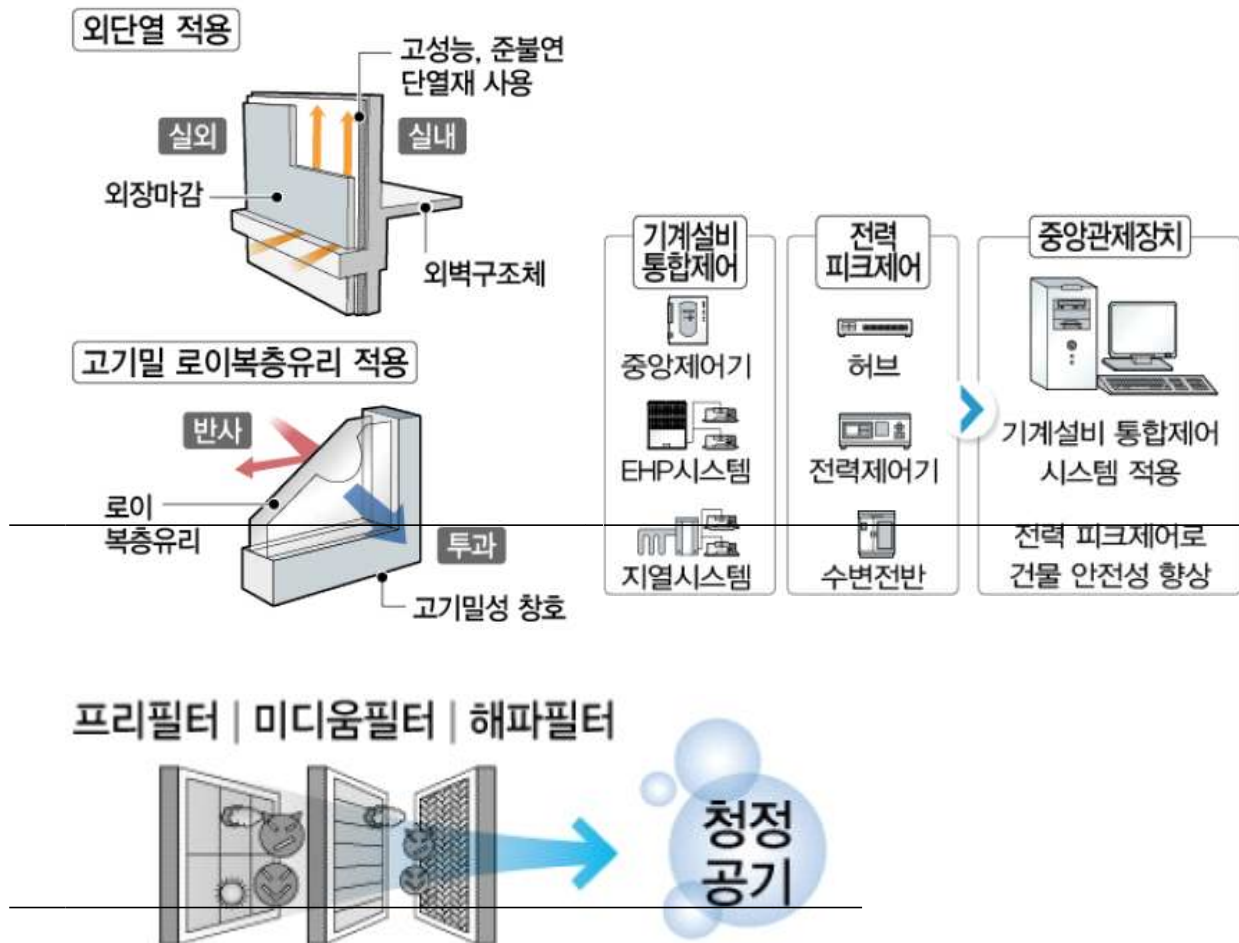 외단열 적용
고성능, 준불연
단열재 사용
실외
실내
외장마감
외벽구조체
고기밀 로이복층유리 적용
반사
로이
복층유리
투과
고기밀성 창호
기계설비
통합제어
중앙제어기
EHP시스템
지열시스템
전력
피크제어
허브
전력제어기
수변전반
중앙관제장치
기계설비 통합제어
시스템 적용
전력 피크제어로
건물 안전성 향상
프리필터 | 미디움필터 | 해파필터
청정
공기